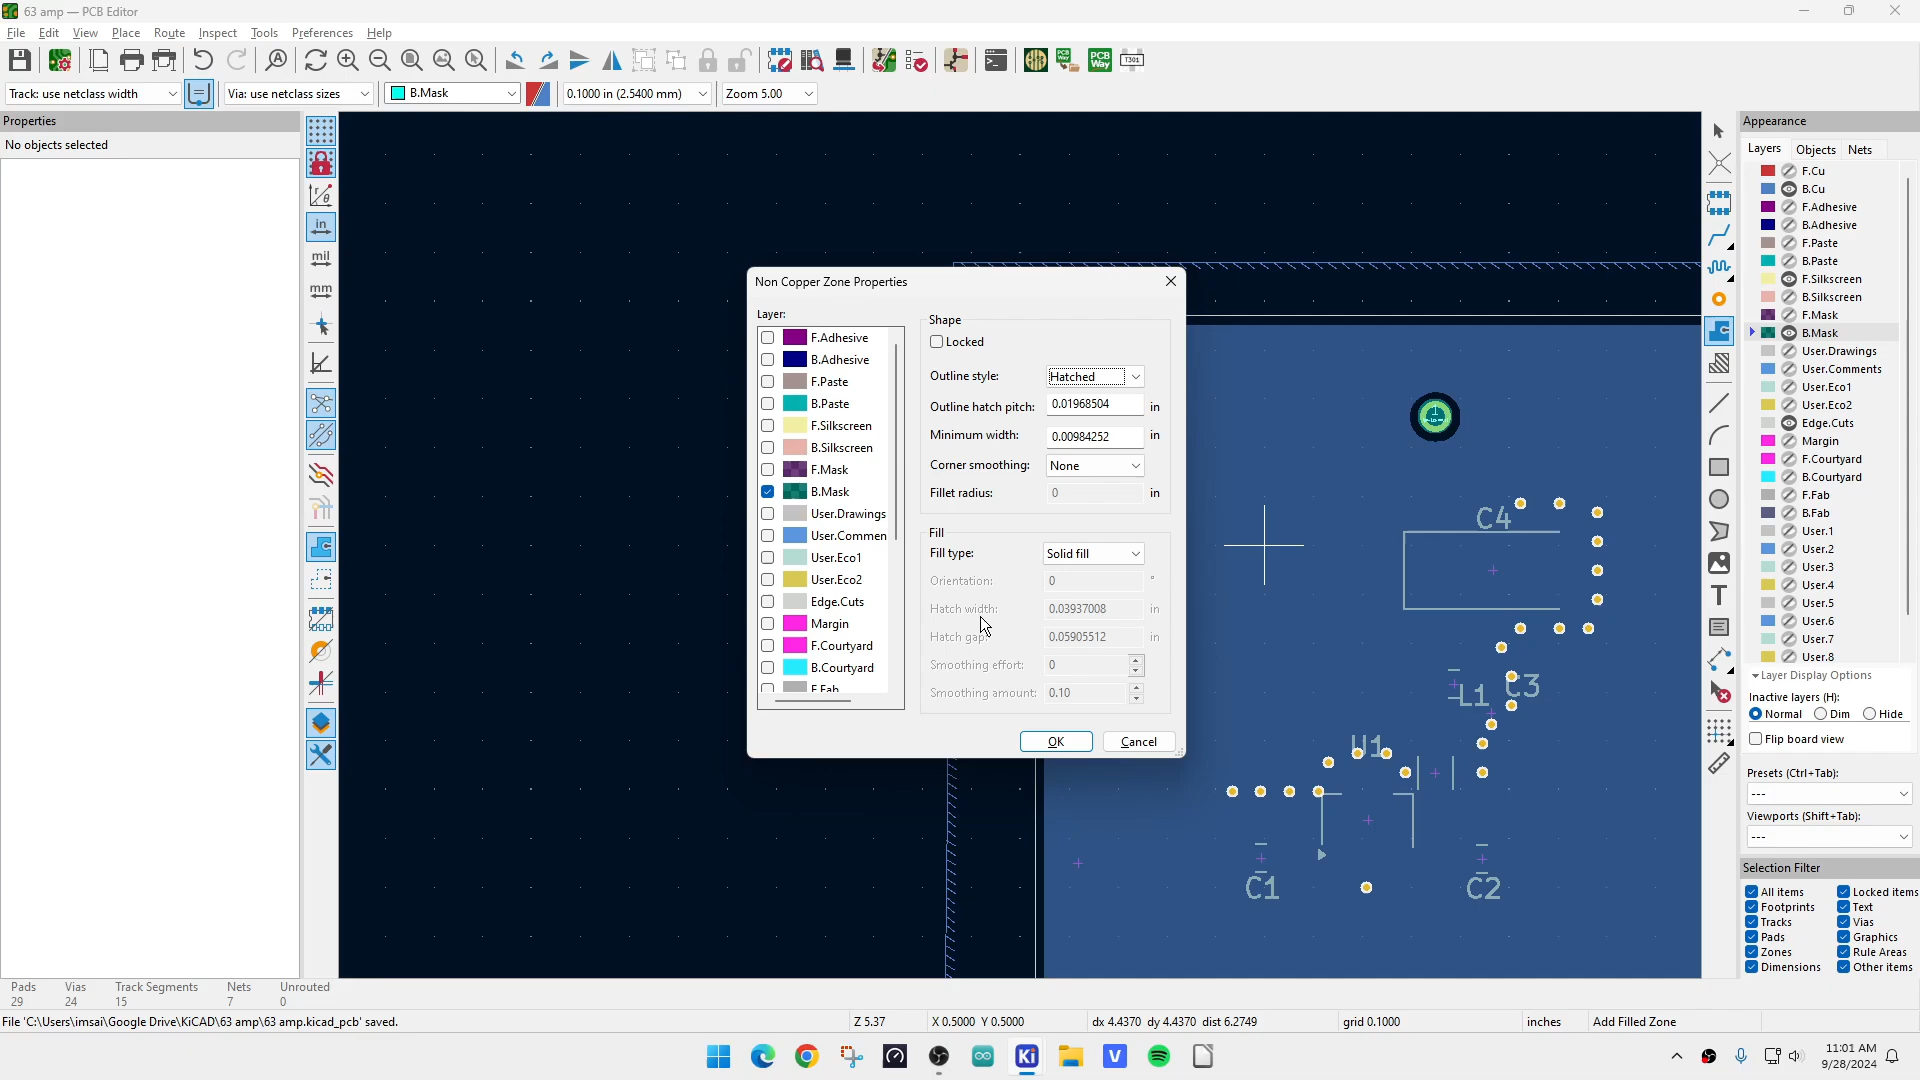 63 amp — PCB Editor
File Edit View Place Route Inspect Tools Preferences Help
Track: use netclass width
Via: use netclass sizes
B.Mask
0.1000 in (2.5400 mm)
Zoom 5.00
Properties
No objects selected
in
mil
mm
Non Copper Zone Properties
Layer:
F.Adhesive
B.Adhesive
F.Paste
B.Paste
F.Silkscreen
B.Silkscreen
F.Mask
B.Mask
User.Drawings
User.Commen
User.Eco1
User.Eco2
Edge.Cuts
Margin
F.Courtyard
B.Courtyard
F.Fab
Shape
Locked
Outline style: Hatched
Outline hatch pitch: 0.01968504 in
Minimum width: 0.00984252 in
Corner smoothing: None
Fillet radius: 0 in
Fill
Fill type: Solid fill
Orientation: 0 °
Hatch width: 0.03937008 in
Hatch gap: 0.05905512 in
Smoothing effort: 0
Smoothing amount: 0.10
OK Cancel
C4
L1 C3
U1
C1 C2
Appearance
Layers Objects Nets
F.Cu
B.Cu
F.Adhesive
B.Adhesive
F.Paste
B.Paste
F.Silkscreen
B.Silkscreen
F.Mask
B.Mask
User.Drawings
User.Comments
User.Eco1
User.Eco2
Edge.Cuts
Margin
F.Courtyard
B.Courtyard
F.Fab
B.Fab
User.1
User.2
User.3
User.4
User.5
User.6
User.7
User.8
Layer Display Options
Inactive layers (H):
Normal Dim Hide
Flip board view
Presets (Ctrl+Tab):
---
Viewports (Shift+Tab):
---
Selection Filter
All items Locked items
Footprints Text
Tracks Vias
Pads Graphics
Zones Rule Areas
Dimensions Other items
Pads Vias Track Segments Nets Unrouted
29 24 15 7 0
File 'C:\Users\imsai\Google Drive\KiCAD\63 amp\63 amp.kicad_pcb' saved.
Z 5.37
X 0.5000 Y 0.5000
dx 4.4370 dy 4.4370 dist 6.2749
grid 0.1000
inches
Add Filled Zone
11:01 AM
9/28/2024